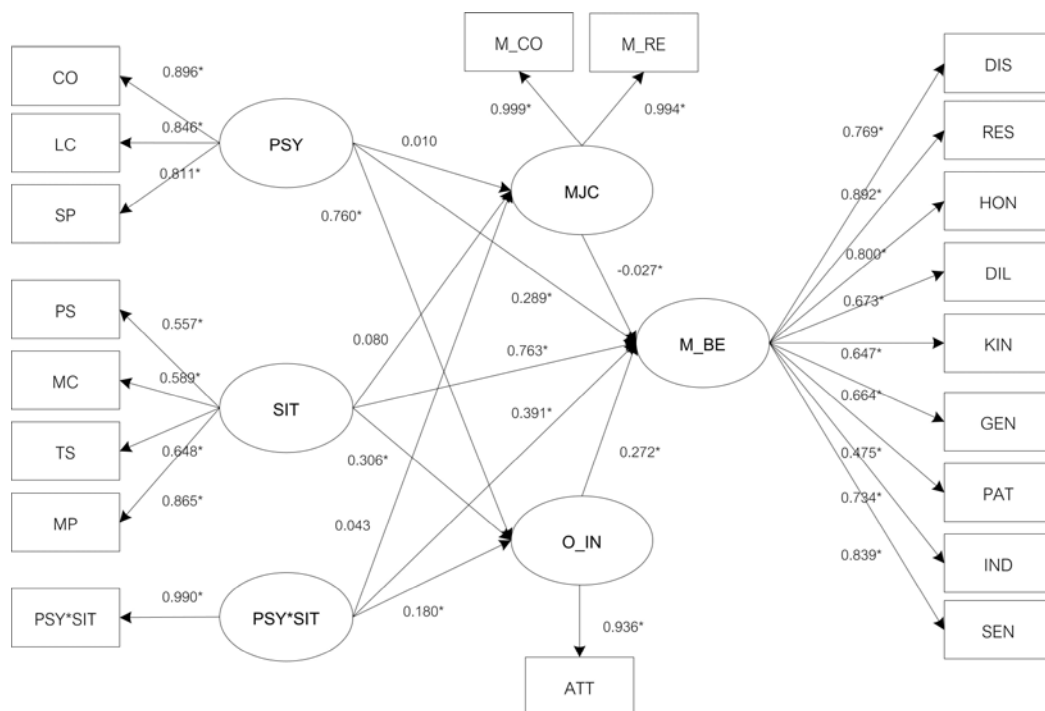 M_CO
M_RE
CO
0.896*
0.999*
0.994*
DIS
LC
0.846*
PSY
0.010
0.769*
RES
0.811*
MJC
SP
0.760*
0.892*
HON
0.800*
-0.027*
DIL
PS
0.289*
0.673*
0.557*
0.080
M_BE
KIN
0.763*
0.647*
MC
0.589*
SIT
0.664*
0.391*
GEN
TS
0.648*
0.306*
0.272*
0.475*
MP
0.865*
0.734*
PAT
0.043
O_IN
0.839*
IND
PSY*SIT
0.990*
PSY*SIT
0.180*
0.936*
SEN
ATT